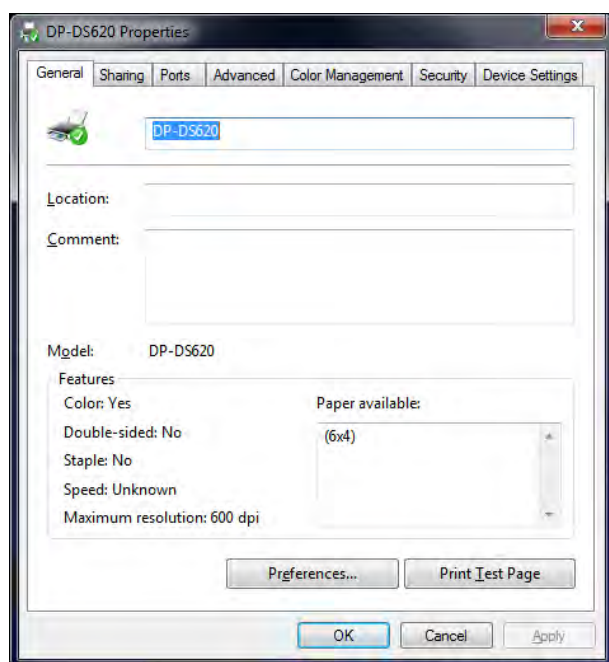 DP-DS620 Properties
General Sharing Ports Advanced Color Management Security Device Settings
DP-DS620
Location:
Comment:
Model: DP-DS620
Features
Color: Yes
Paper available:
Double-sided: No
(6x4)
Staple: No
Speed: Unknown
Maximum resolution: 600 dpi
Preferences... Print Test Page
OK Cancel Apply